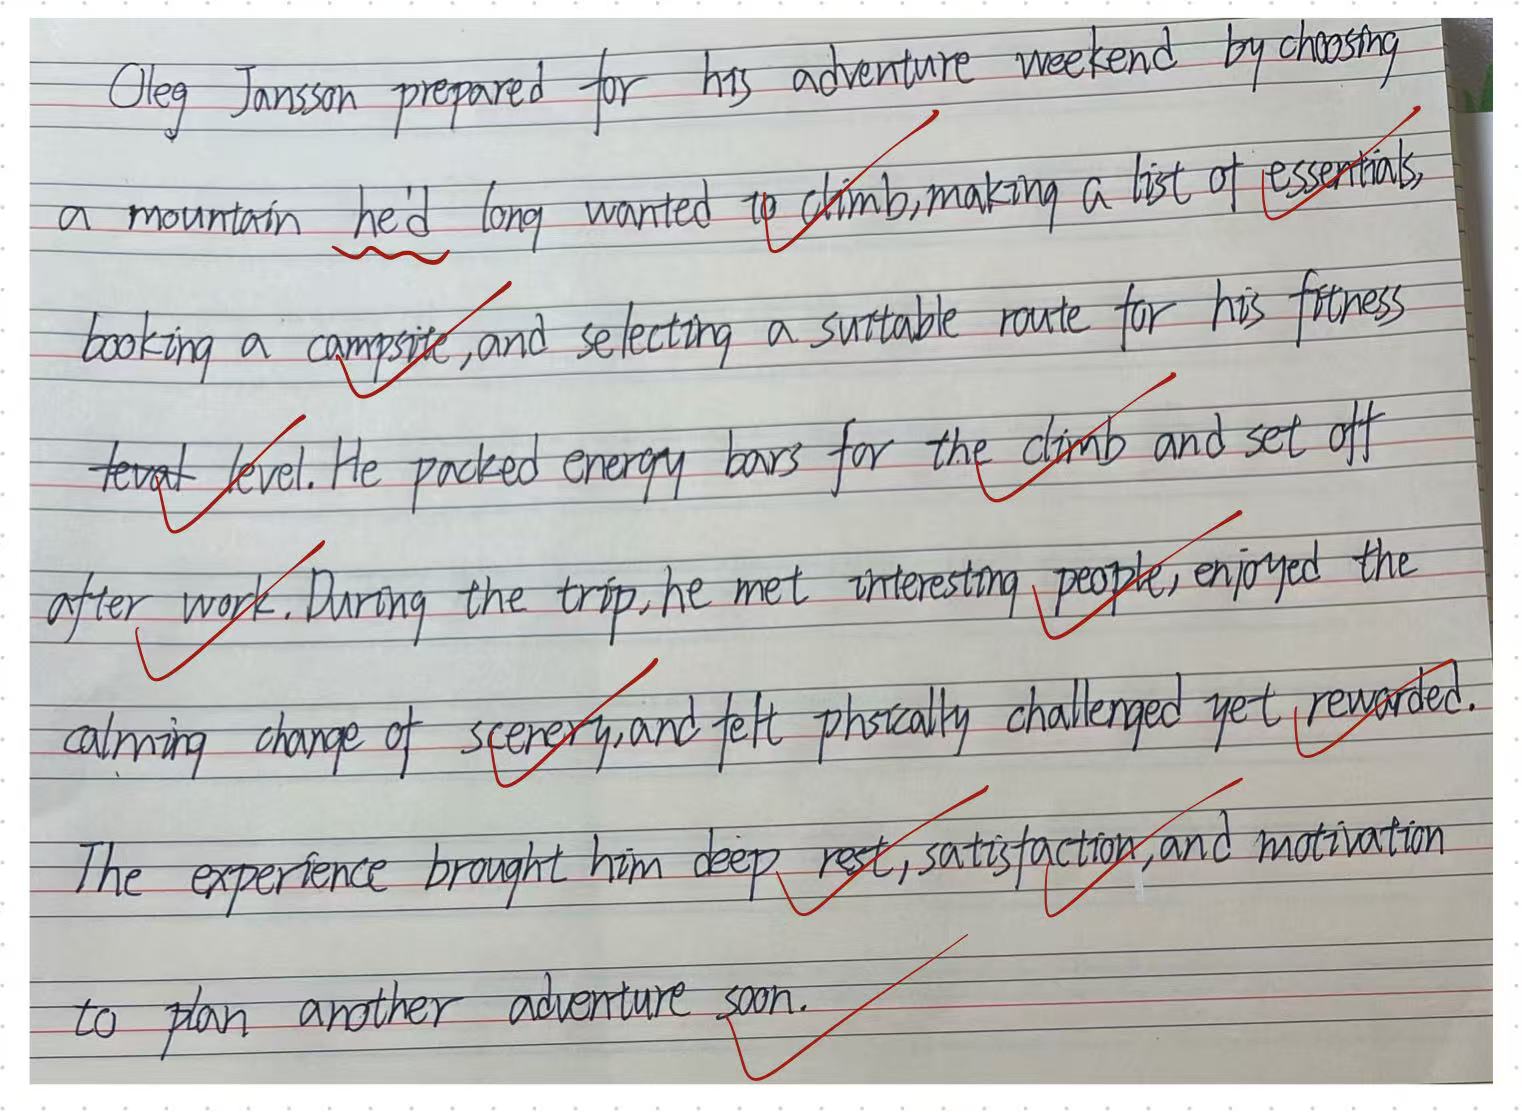 Oleg Jansson prepared for his adventure weekend by choosing
a mountain he'd long wanted to climb, making a list of essentials,
booking a campsite, and selecting a suitable route for his fitness
level. He packed energy bars for the climb and set off
after work. During the trip, he met interesting people, enjoyed the
calming change of scenery, and felt phsically challenged yet rewarded.
The experience brought him deep rest, satisfaction, and motivation
to plan another adventure soon.